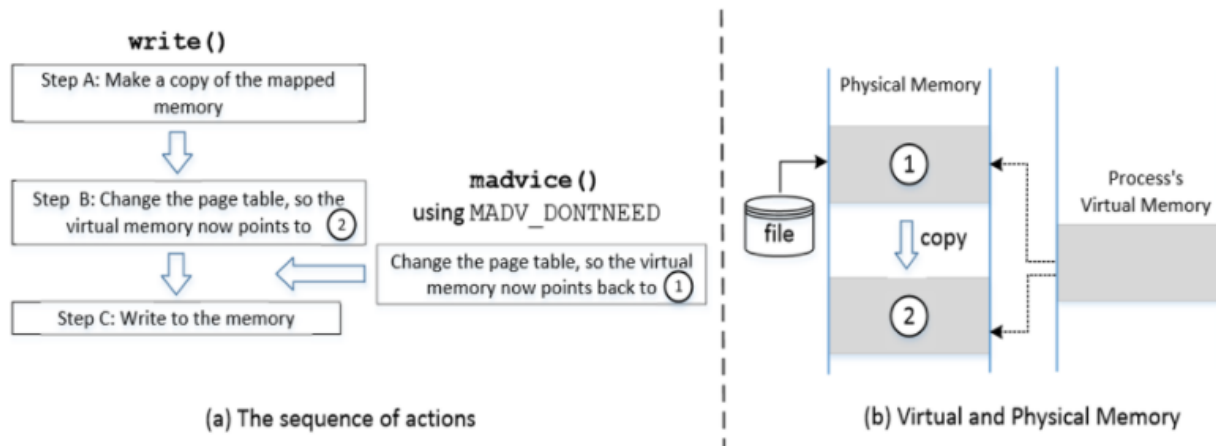 write()
Step A: Make a copy of the mapped
memory
Step B: Change the page table, so the
virtual memory now points to 2
Step C: Write to the memory
madvice()
using MADV_DONTNEED
Change the page table, so the virtual
memory now points back to 1
(a) The sequence of actions
Physical Memory
1
file
copy
2
Process's
Virtual Memory
(b) Virtual and Physical Memory